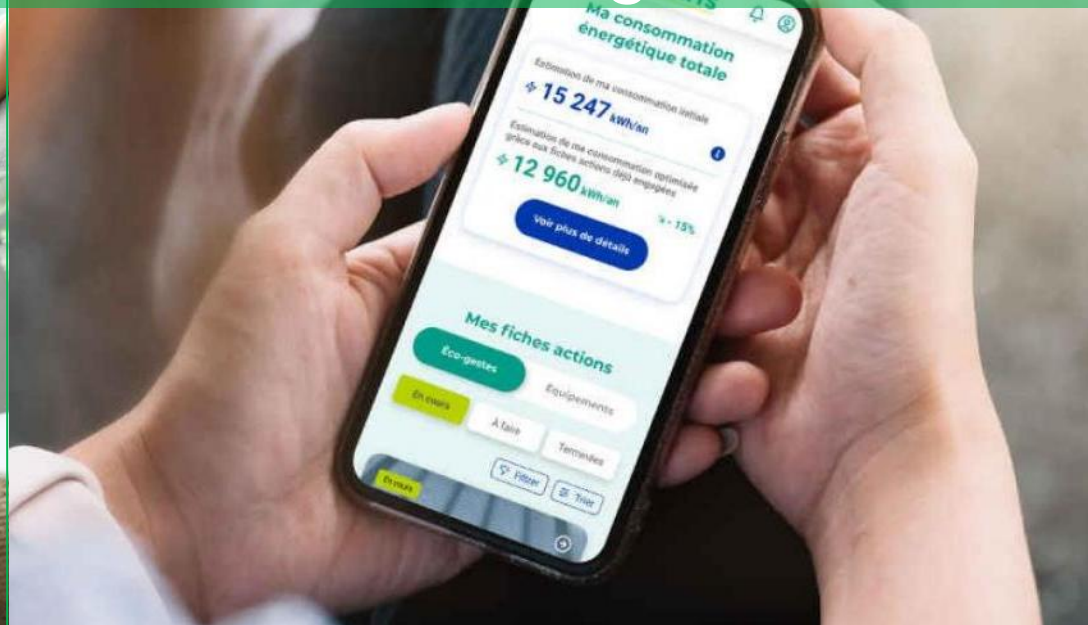 Ma consommation
énergétique totale
Estimation de ma consommation initiale
15 247 kWh/an
Estimation de ma consommation optimisée
grâce aux fiches actions déjà engagées
12 960 kWh/an
- 15%
Voir plus de détails
Mes fiches actions
Éco-gestes
Equipements
En cours
À faire
Terminées
Filtrer
Trier
En cours